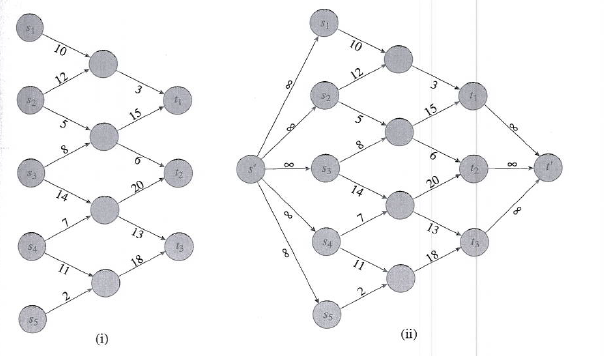 s1 s1
10 10
12 3 12 3
s2 t1 ∞ s2 t1
5 15 ∞ 5 15 ∞
8 6 8 6
s3 t2 s' ∞ s3 t2 ∞ t'
14 20 14 20
7 13 ∞ 7 13 ∞
s4 t3 s4 t3
11 18 ∞ 11 18
2 2
s5 s5
(i) (ii)